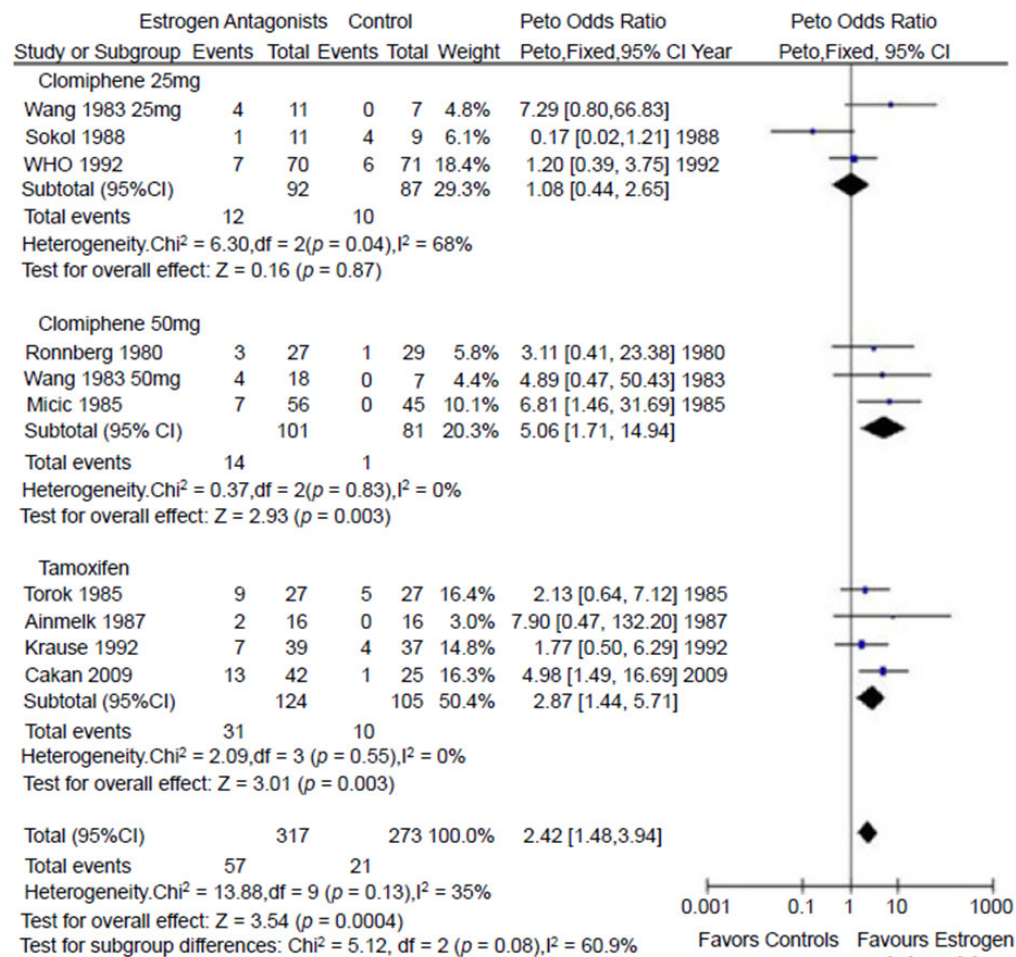 Estrogen Antagonists Control Peto Odds Ratio Peto Odds Ratio
Study or Subgroup Events Total Events Total Weight Peto,Fixed,95% CI Year Peto,Fixed, 95% CI
Clomiphene 25mg
Wang 1983 25mg 4 11 0 7 4.8% 7.29 [0.80,66.83]
Sokol 1988 1 11 4 9 6.1% 0.17 [0.02,1.21] 1988
WHO 1992 7 70 6 71 18.4% 1.20 [0.39, 3.75] 1992
Subtotal (95%CI) 92 87 29.3% 1.08 [0.44, 2.65]
Total events 12 10
Heterogeneity.Chi² = 6.30,df = 2(p = 0.04),I² = 68%
Test for overall effect: Z = 0.16 (p = 0.87)
Clomiphene 50mg
Ronnberg 1980 3 27 1 29 5.8% 3.11 [0.41, 23.38] 1980
Wang 1983 50mg 4 18 0 7 4.4% 4.89 [0.47, 50.43] 1983
Micic 1985 7 56 0 45 10.1% 6.81 [1.46, 31.69] 1985
Subtotal (95% CI) 101 81 20.3% 5.06 [1.71, 14.94]
Total events 14 1
Heterogeneity.Chi² = 0.37,df = 2(p = 0.83),I² = 0%
Test for overall effect: Z = 2.93 (p = 0.003)
Tamoxifen
Torok 1985 9 27 5 27 16.4% 2.13 [0.64, 7.12] 1985
Ainmelk 1987 2 16 0 16 3.0% 7.90 [0.47, 132.20] 1987
Krause 1992 7 39 4 37 14.8% 1.77 [0.50, 6.29] 1992
Cakan 2009 13 42 1 25 16.3% 4.98 [1.49, 16.69] 2009
Subtotal (95%CI) 124 105 50.4% 2.87 [1.44, 5.71]
Total events 31 10
Heterogeneity.Chi² = 2.09,df = 3 (p = 0.55),I² = 0%
Test for overall effect: Z = 3.01 (p = 0.003)
Total (95%CI) 317 273 100.0% 2.42 [1.48,3.94]
Total events 57 21
Heterogeneity.Chi² = 13.88,df = 9 (p = 0.13),I² = 35%
Test for overall effect: Z = 3.54 (p = 0.0004)
Test for subgroup differences: Chi² = 5.12, df = 2 (p = 0.08),I² = 60.9%
0.001 0.1 1 10 1000
Favors Controls Favours Estrogen